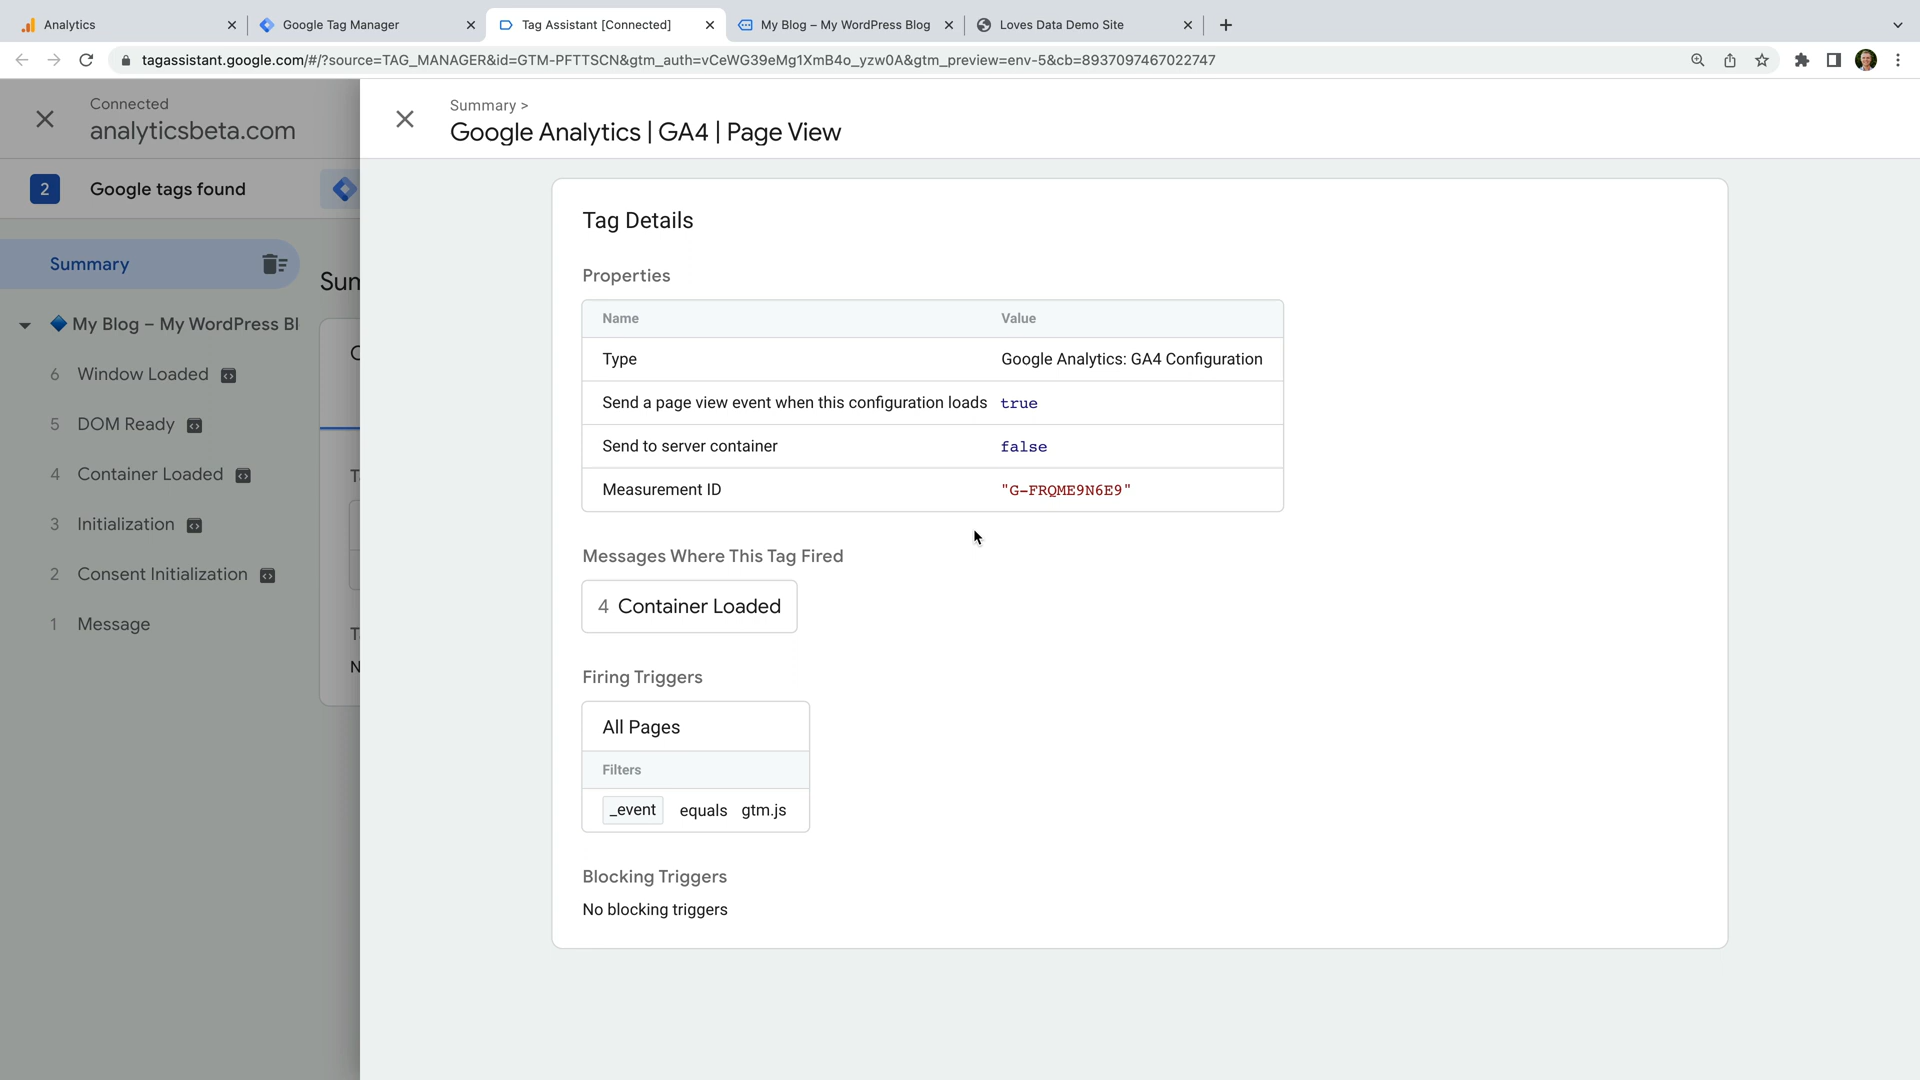 Analytics
Google Tag Manager
Tag Assistant [Connected]
My Blog – My WordPress Blog
Loves Data Demo Site
tagassistant.google.com/#/?source=TAG_MANAGER&id=GTM-PFTTSCN&gtm_auth=vCeWG39eMg1XmB4o_yzw0A&gtm_preview=env-5&cb=8937097467022747
Connected
analyticsbeta.com
2 Google tags found
Summary
My Blog – My WordPress Bl
6 Window Loaded
5 DOM Ready
4 Container Loaded
3 Initialization
2 Consent Initialization
1 Message
Sum
Summary >
Google Analytics | GA4 | Page View
Tag Details
Properties
Name Value
Type Google Analytics: GA4 Configuration
Send a page view event when this configuration loads true
Send to server container false
Measurement ID "G-FRQME9N6E9"
Messages Where This Tag Fired
4 Container Loaded
Firing Triggers
All Pages
Filters
_event equals gtm.js
Blocking Triggers
No blocking triggers